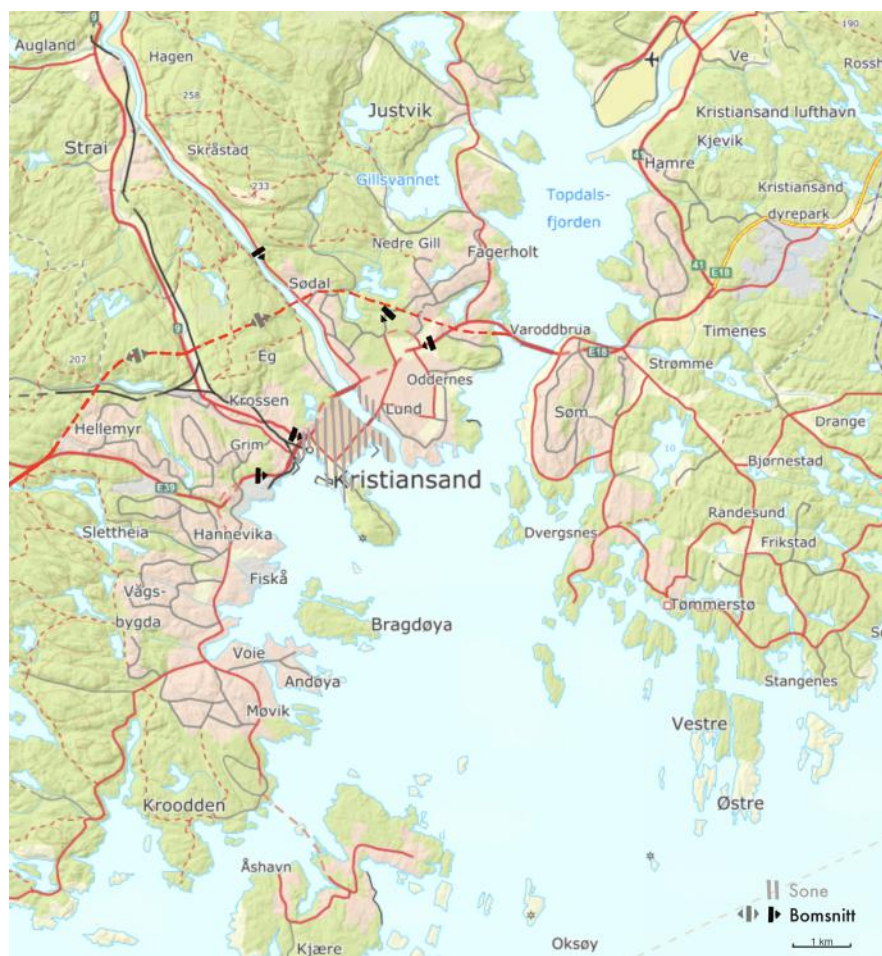 9
Augland
Hagen
258
Ve
190
Rossh
Justvik
Kristiansand lufthavn
Kjevik
Strai
Skråstad
233
Gillsvannet
41
Hamre
Topdals-
fjorden
Kristiansand
dyrepark
Nedre Gill
Fagerholt
Sødal
41
E18
9
Varoddbrua
Timenes
207
Eg
E18
Strømme
Oddernes
Krossen
Lund
Søm
Hellemyr
Grim
Drange
10
Bjørnestad
Kristiansand
E39
Randesund
Slettheia
Hannevika
Dvergsnes
Frikstad
Fiskå
Vågs-
bygda
Tømmerstø
Bragdøya
Voie
Andøya
Stangenes
Møvik
Vestre
Kroodden
Østre
Åshavn
Sone
Bomsnitt
1 km
Kjære
Oksøy